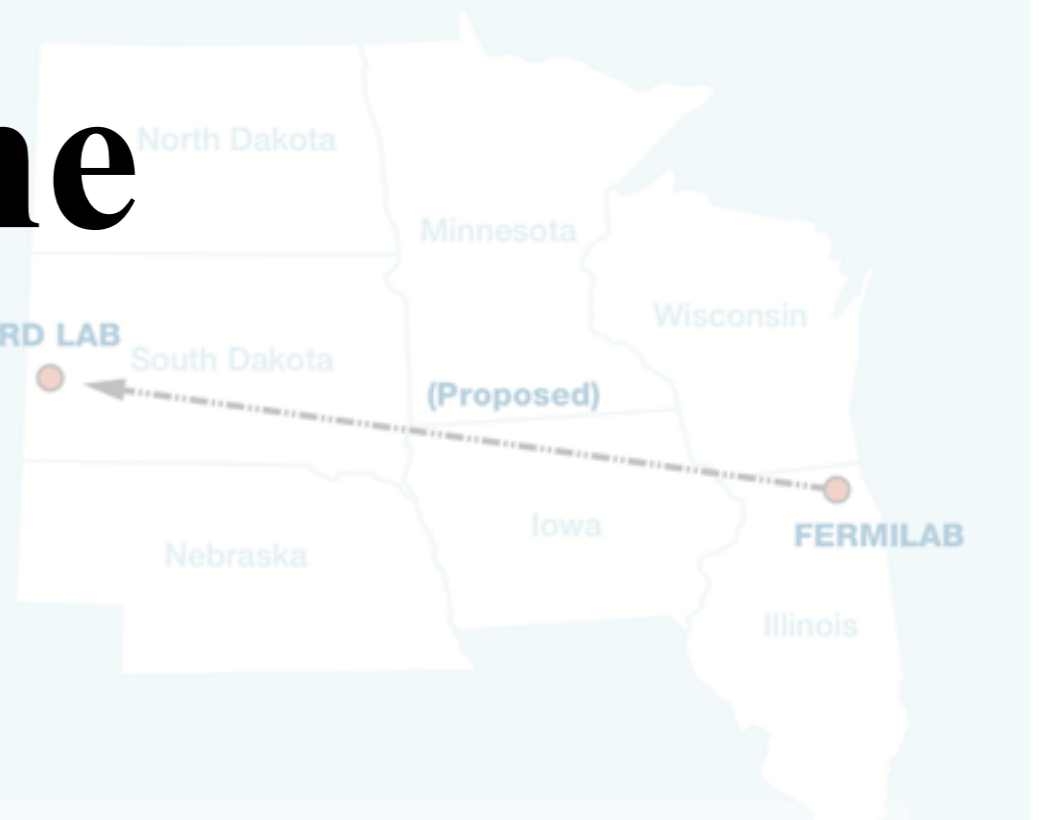 ne
North Dakota
Minnesota
Wisconsin
RD LAB
South Dakota
(Proposed)
FERMILAB
Iowa
Nebraska
Illinois